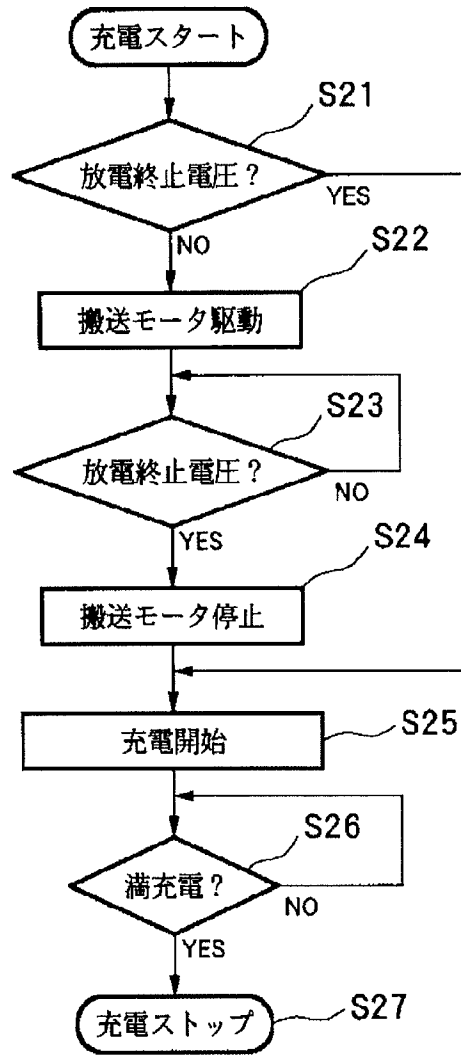 充電スタート
S21
放電終止電圧？
YES
NO
S22
搬送モータ駆動
S23
放電終止電圧？
NO
YES
S24
搬送モータ停止
S25
充電開始
S26
満充電？
NO
YES
S27
充電ストップ